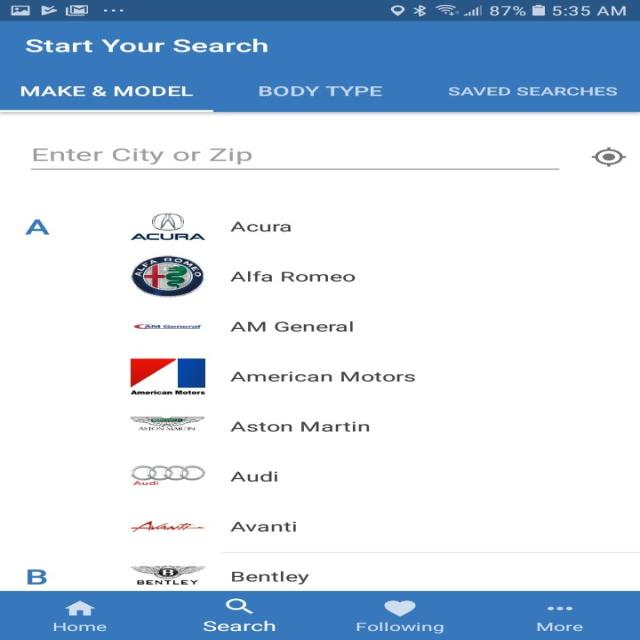 87% 5:35 AM
Start Your Search
MAKE & MODEL BODY TYPE SAVED SEARCHES
Enter City or Zip
A ACURA Acura
ALFA ROMEO Alfa Romeo
AM General AM General
American Motors American Motors
ASTON MARTIN Aston Martin
Audi Audi
Avanti Avanti
B BENTLEY Bentley
Home Search Following More